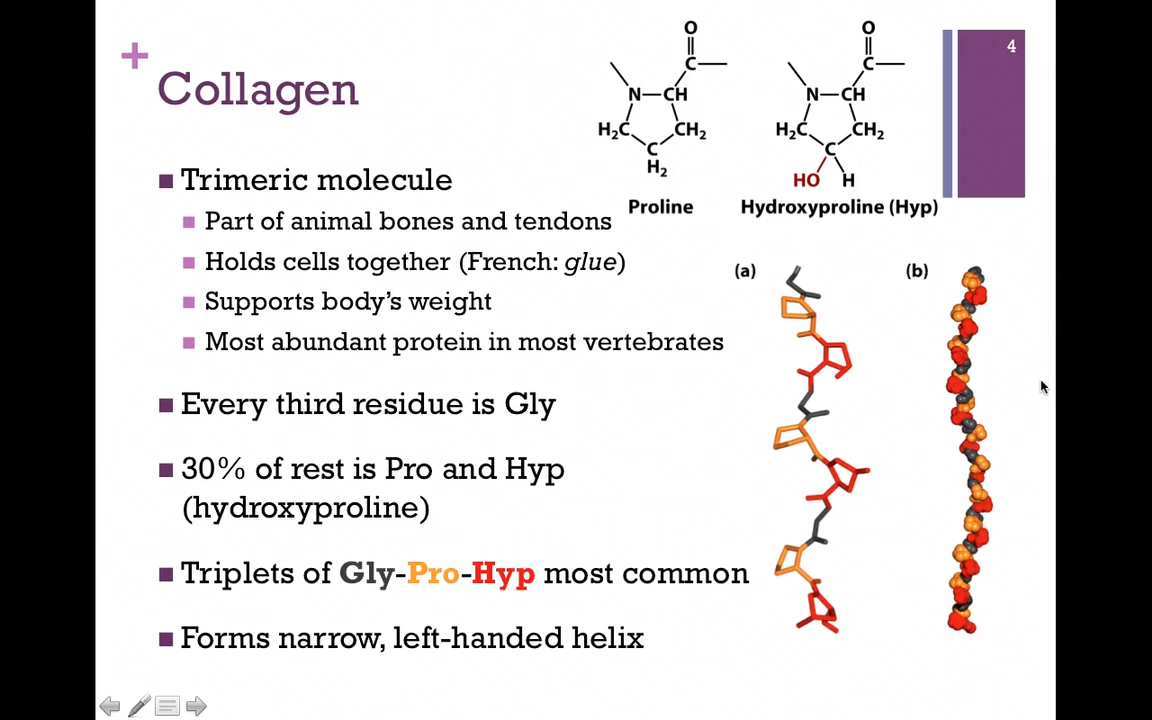 4
+
Collagen
Trimeric molecule
Part of animal bones and tendons
Holds cells together (French: glue)
Supports body's weight
Most abundant protein in most vertebrates
Every third residue is Gly
30% of rest is Pro and Hyp
(hydroxyproline)
Triplets of Gly-Pro-Hyp most common
Forms narrow, left-handed helix
O
C
N—CH
H₂C CH₂
C
H₂
Proline
O
C
N—CH
H₂C CH₂
C
HO H
Hydroxyproline (Hyp)
(a)
(b)